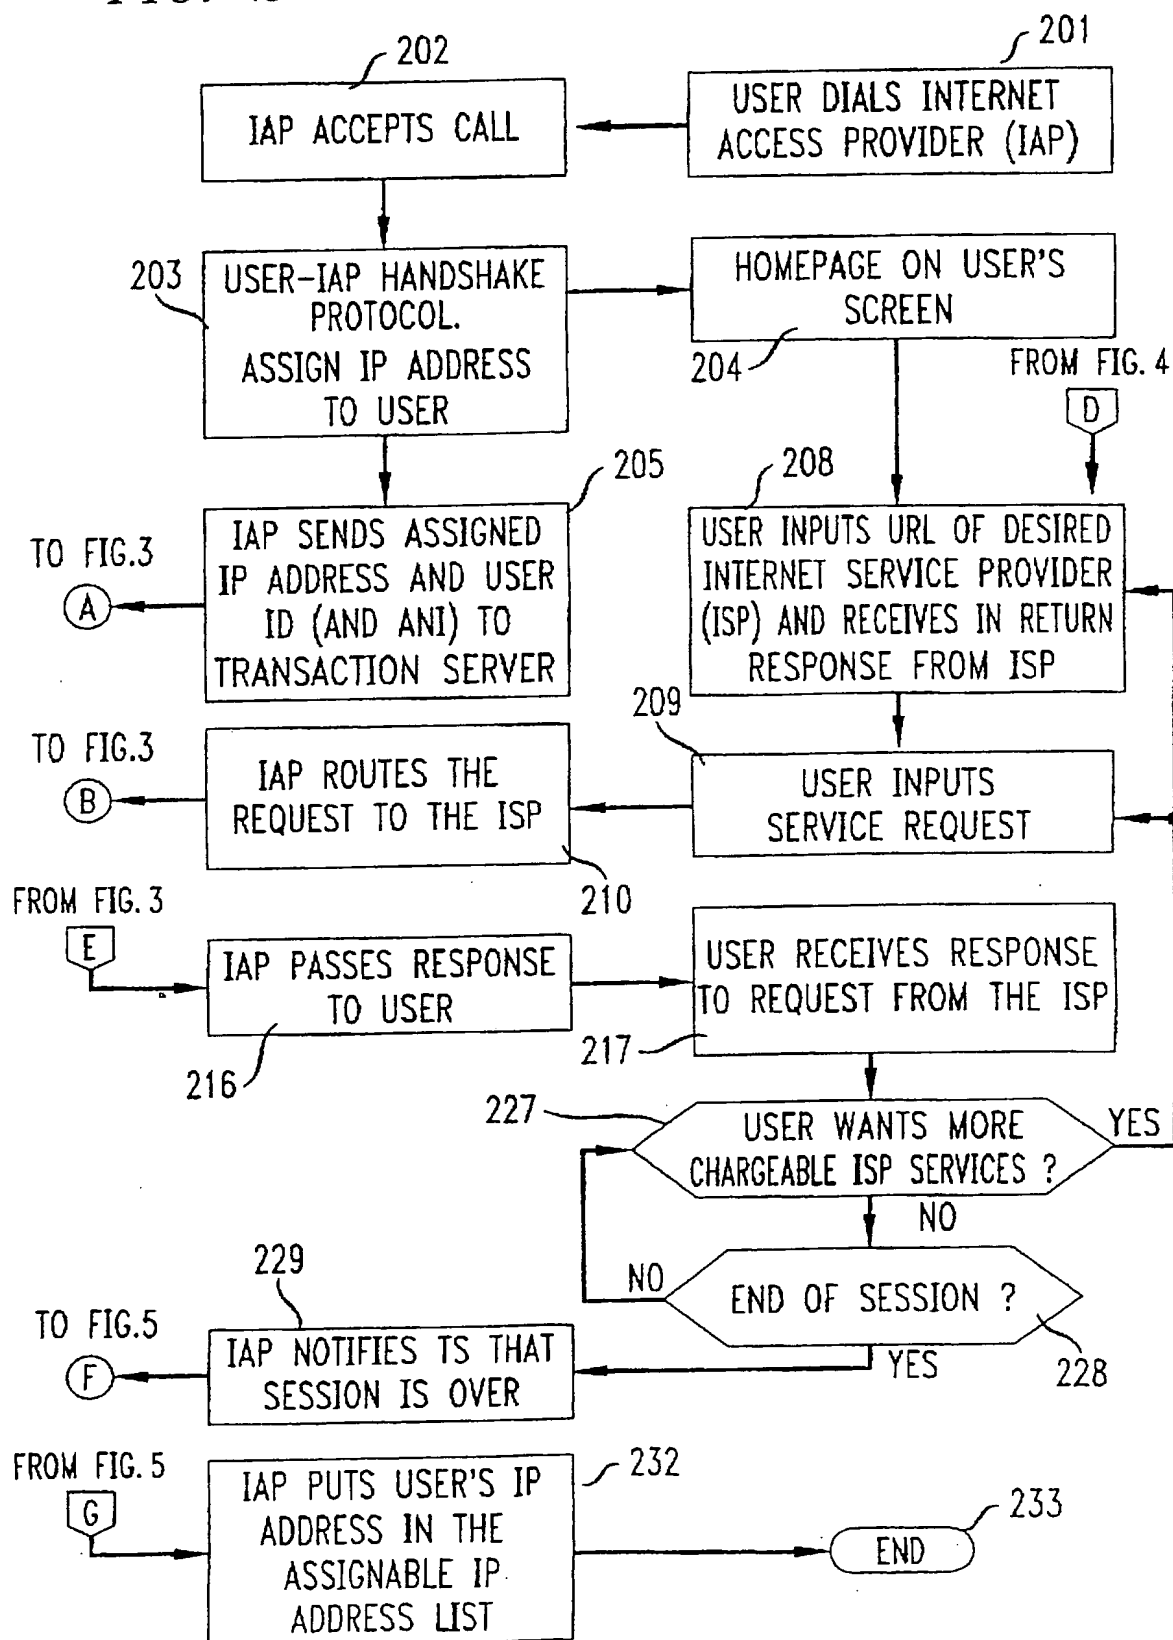 202
201
IAP ACCEPTS CALL
USER DIALS INTERNET
ACCESS PROVIDER (IAP)
203
USER-IAP HANDSHAKE
PROTOCOL.
ASSIGN IP ADDRESS
TO USER
HOMEPAGE ON USER'S
SCREEN
204
FROM FIG. 4
D
205
208
TO FIG.3
A
IAP SENDS ASSIGNED
IP ADDRESS AND USER
ID (AND ANI) TO
TRANSACTION SERVER
USER INPUTS URL OF DESIRED
INTERNET SERVICE PROVIDER
(ISP) AND RECEIVES IN RETURN
RESPONSE FROM ISP
209
TO FIG.3
B
IAP ROUTES THE
REQUEST TO THE ISP
USER INPUTS
SERVICE REQUEST
210
FROM FIG. 3
E
IAP PASSES RESPONSE
TO USER
216
USER RECEIVES RESPONSE
TO REQUEST FROM THE ISP
217
227
USER WANTS MORE
CHARGEABLE ISP SERVICES ?
YES
NO
229
NO
END OF SESSION ?
228
YES
TO FIG.5
F
IAP NOTIFIES TS THAT
SESSION IS OVER
FROM FIG. 5
G
232
IAP PUTS USER'S IP
ADDRESS IN THE
ASSIGNABLE IP
ADDRESS LIST
233
END